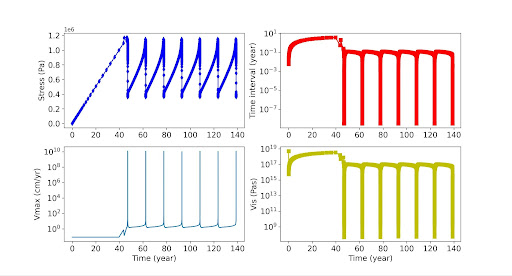 1e6
1.2
1.0
0.8
0.6
0.4
0.2
0.0
Stress (Pa)
0 20 40 60 80 100 120 140
10¹
10⁻¹
10⁻³
10⁻⁵
10⁻⁷
Time interval (year)
0 20 40 60 80 100 120 140
10¹⁰
10⁸
10⁶
10⁴
10²
10⁰
Vmax (cm/yr)
0 20 40 60 80 100 120 140
Time (year)
10¹⁹
10¹⁷
10¹⁵
10¹³
10¹¹
10⁹
Vis (Pas)
0 20 40 60 80 100 120 140
Time (year)